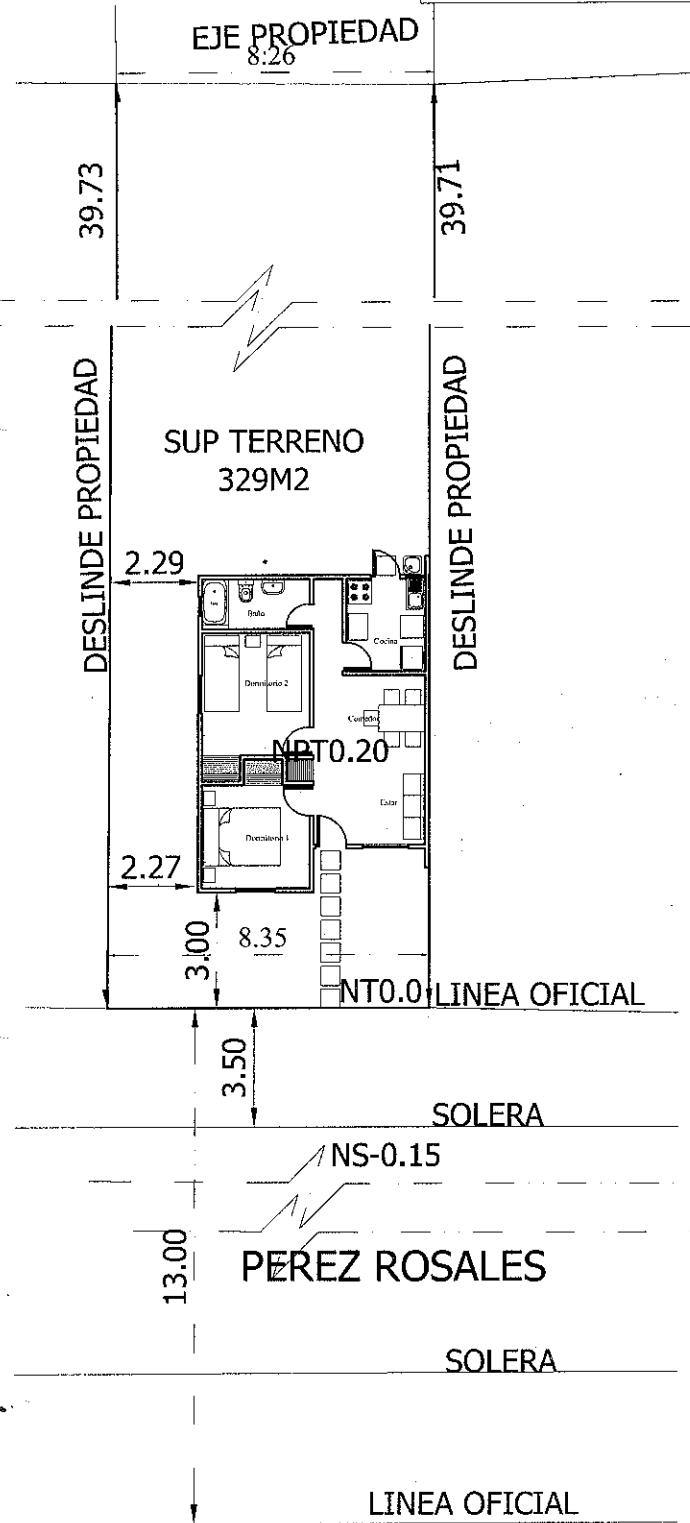 EJE PROPIEDAD
8:26
39.73
39.71
DESLINDE PROPIEDAD
DESLINDE PROPIEDAD
SUP TERRENO
329M2
2.29
Baño
Cocina
Dormitorio 2
Comedor
NPT0.20
Estar
Dormitorio 1
2.27
3.00
8.35
NT0.0
LINEA OFICIAL
3.50
SOLERA
NS-0.15
13.00
PEREZ ROSALES
SOLERA
LINEA OFICIAL